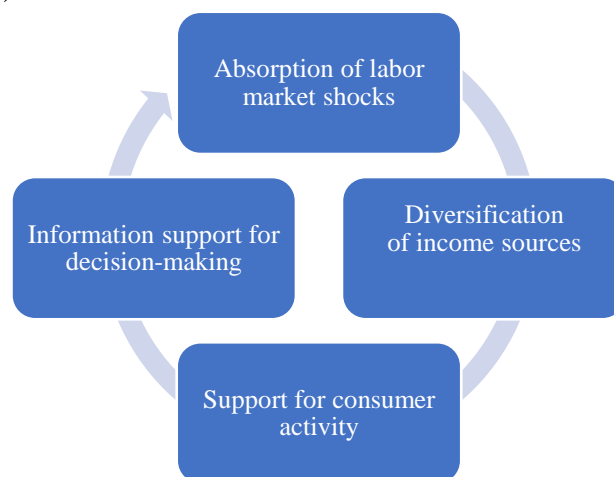 Absorption of labor
market shocks
Diversification
of income sources
Support for consumer
activity
Information support for
decision-making